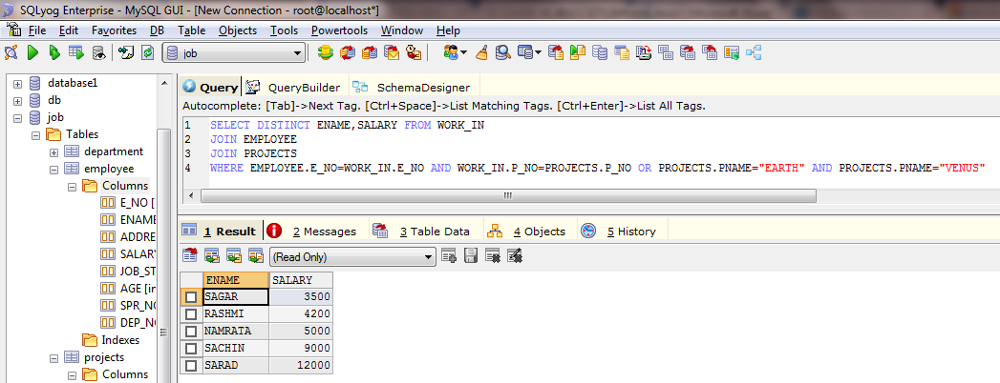 SQLyog Enterprise - MySQL GUI - [New Connection - root@localhost*]
File Edit Favorites DB Table Objects Tools Powertools Window Help
job
database1
db
job
Tables
department
employee
Columns
E_NO [
ENAME
ADDRE
SALARY
JOB_ST
AGE [in
SPR_NO
DEP_NO
Indexes
projects
Columns
Query QueryBuilder SchemaDesigner
Autocomplete: [Tab]->Next Tag. [Ctrl+Space]->List Matching Tags. [Ctrl+Enter]->List All Tags.
1 SELECT DISTINCT ENAME,SALARY FROM WORK_IN
2 JOIN EMPLOYEE
3 JOIN PROJECTS
4 WHERE EMPLOYEE.E_NO=WORK_IN.E_NO AND WORK_IN.P_NO=PROJECTS.P_NO OR PROJECTS.PNAME="EARTH" AND PROJECTS.PNAME="VENUS"
1 Result 2 Messages 3 Table Data 4 Objects 5 History
(Read Only)
ENAME SALARY
SAGAR 3500
RASHMI 4200
NAMRATA 5000
SACHIN 9000
SARAD 12000